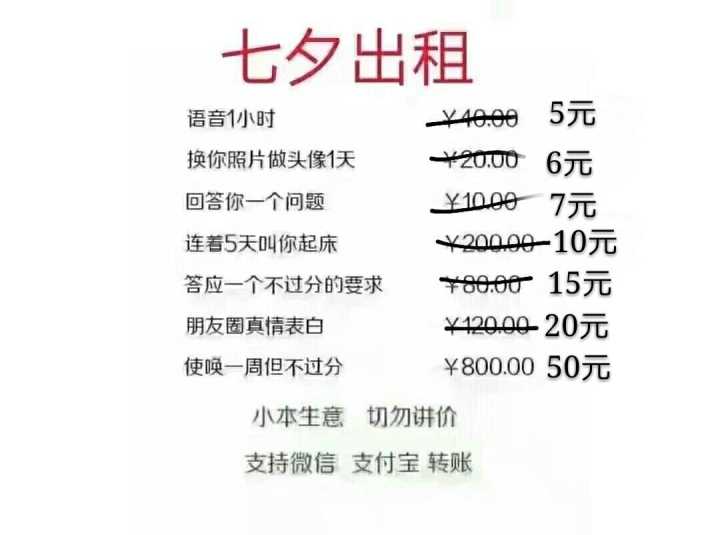 七夕出租
语音1小时 ￥40.00 5元
换你照片做头像1天 ￥20.00 6元
回答你一个问题 ￥10.00 7元
连着5天叫你起床 ￥200.00 10元
答应一个不过分的要求 ￥80.00 15元
朋友圈真情表白 ￥120.00 20元
使唤一周但不过分 ￥800.00 50元
小本生意 切勿讲价
支持微信 支付宝 转账